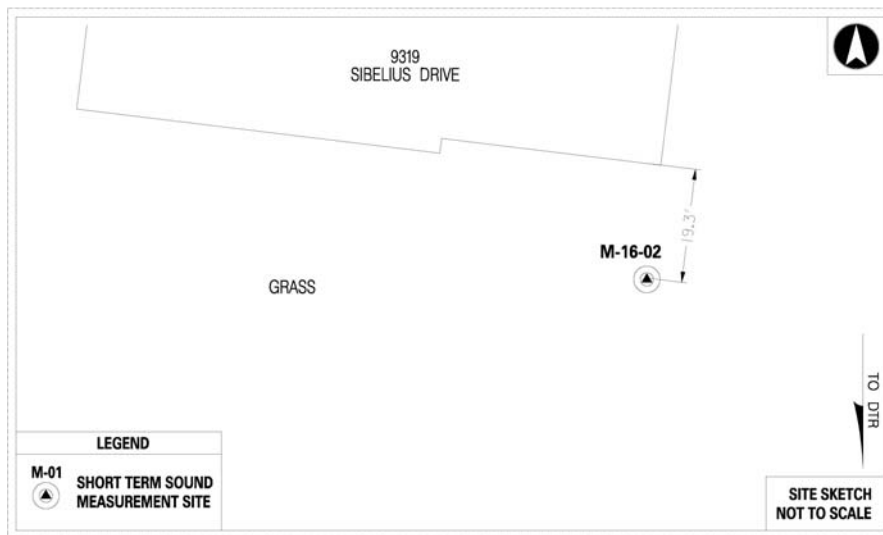 9319
SIBELIUS DRIVE
19.3'
M-16-02
GRASS
TO DTR
LEGEND
M-01
SHORT TERM SOUND
MEASUREMENT SITE
SITE SKETCH
NOT TO SCALE